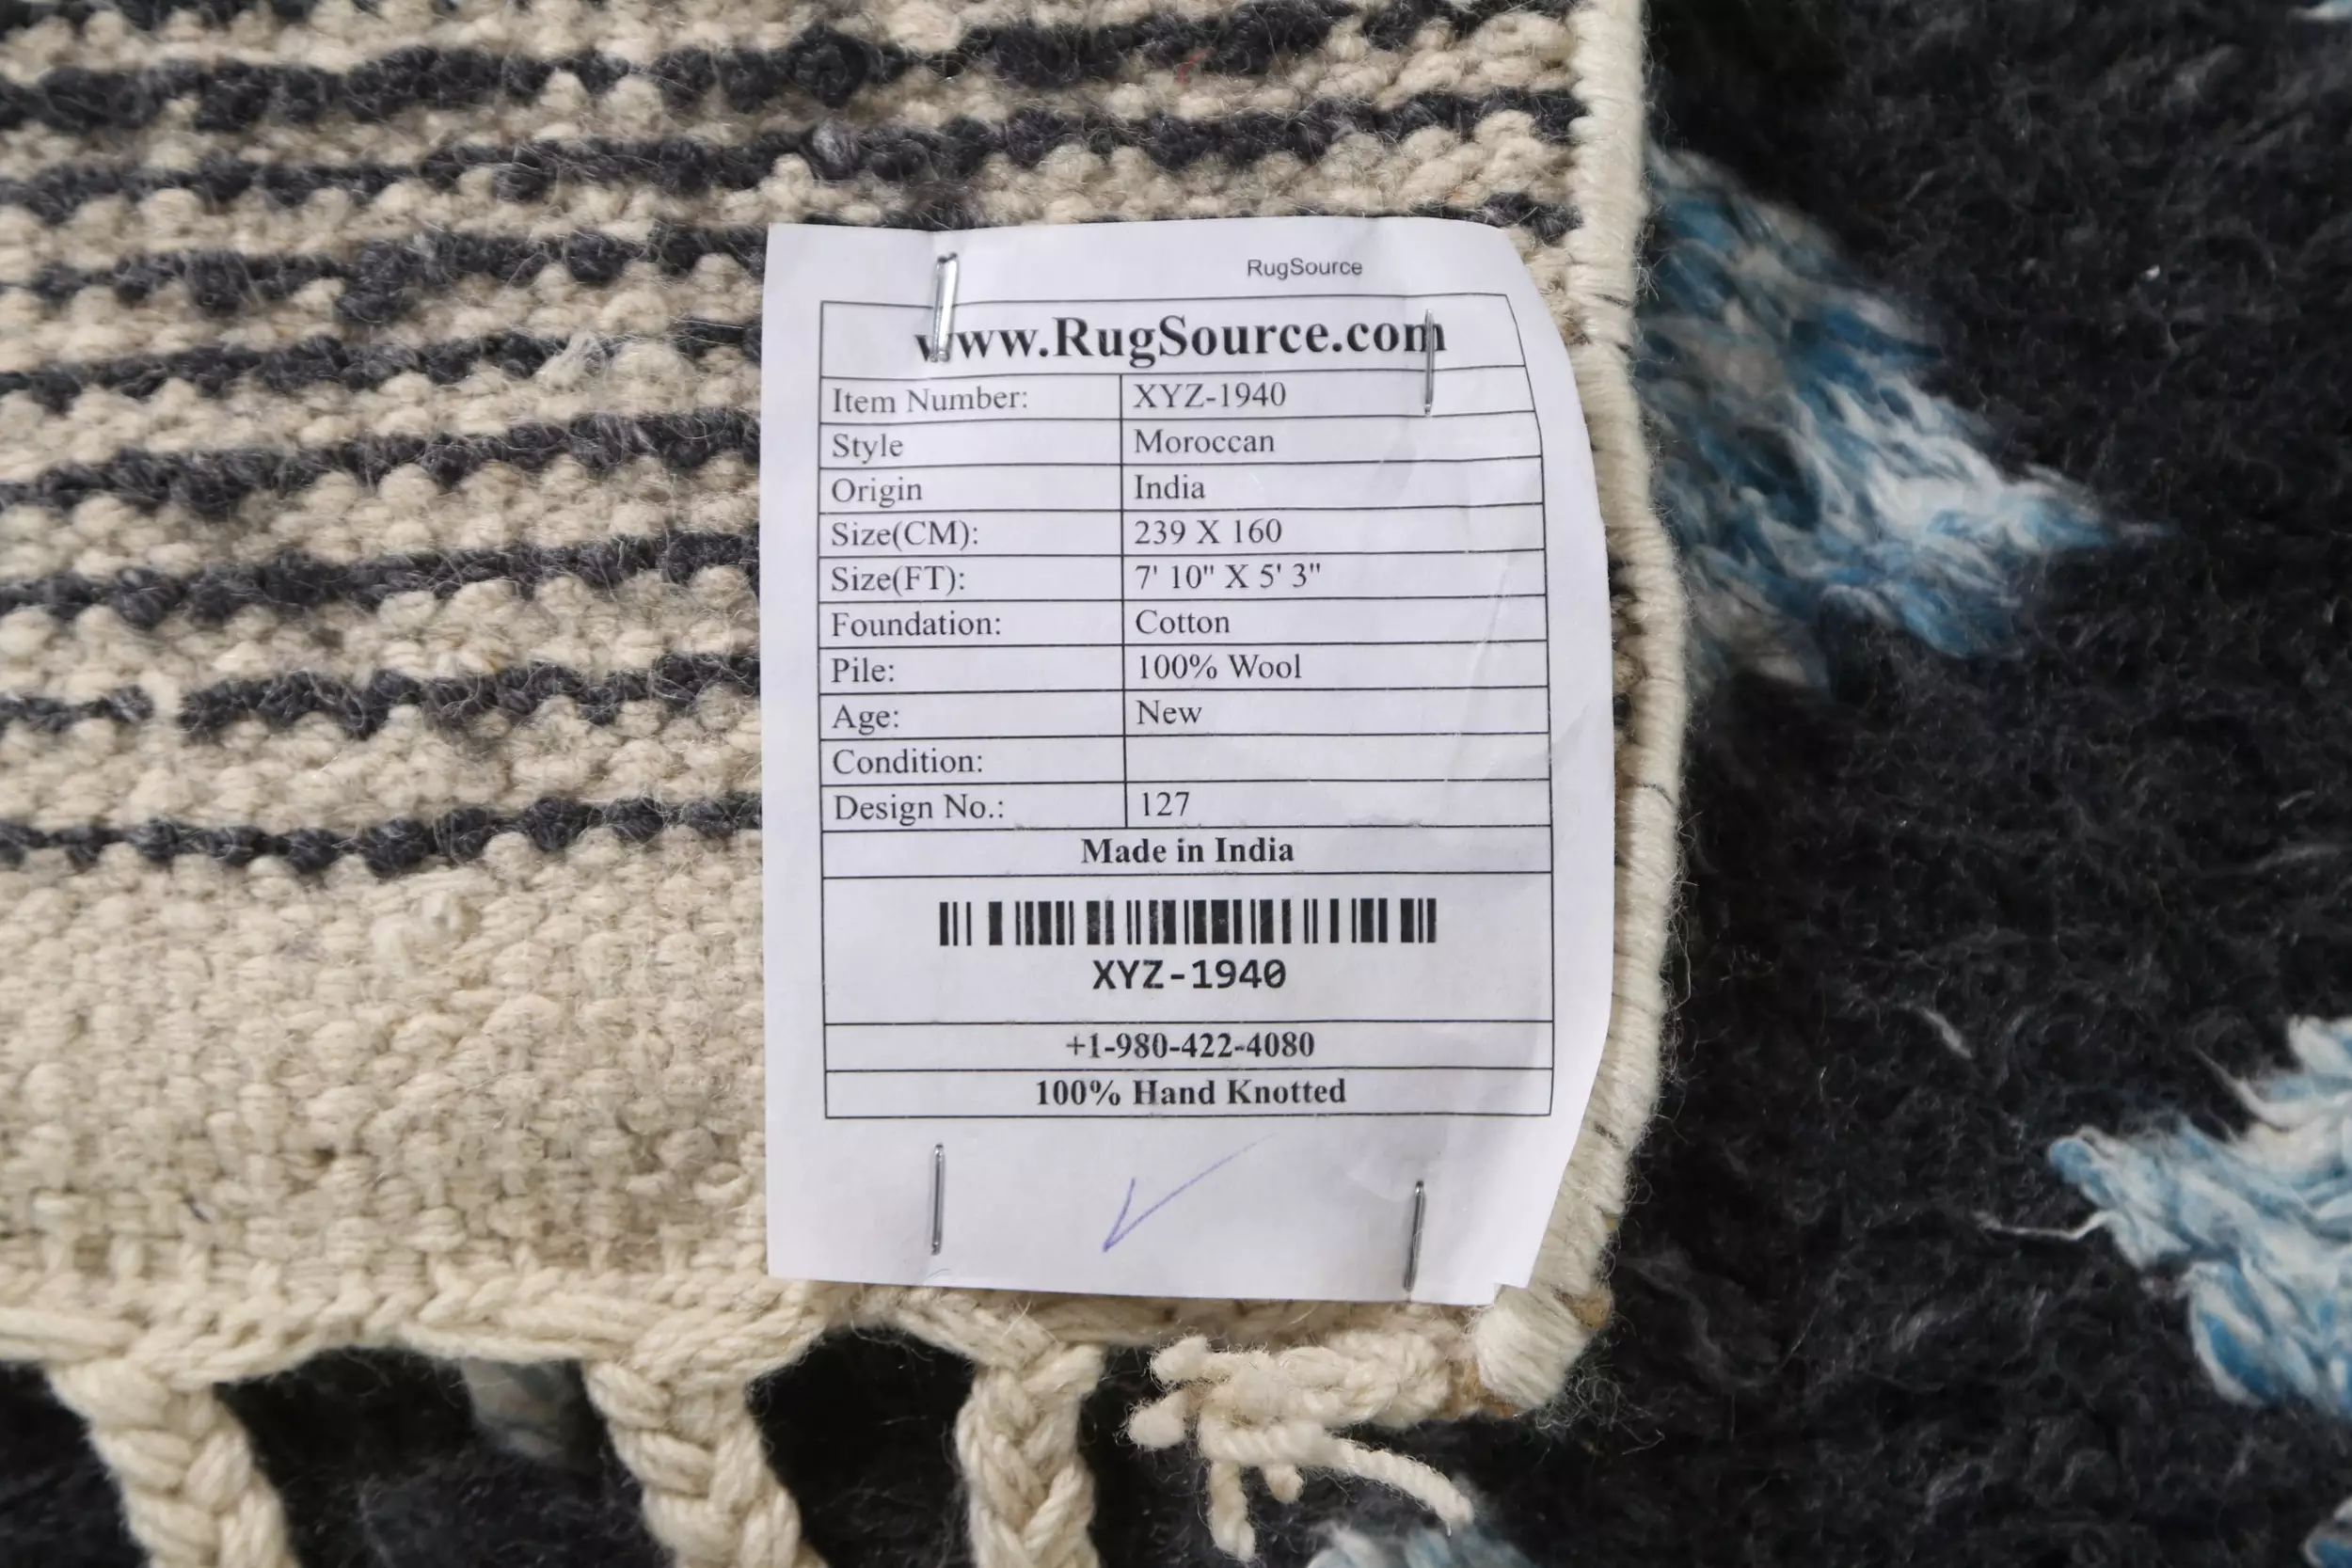 RugSource
www.RugSource.com
Item Number: XYZ-1940
Style Moroccan
Origin India
Size(CM): 239 X 160
Size(FT): 7' 10" X 5' 3"
Foundation: Cotton
Pile: 100% Wool
Age: New
Condition:
Design No.: 127
Made in India
XYZ-1940
+1-980-422-4080
100% Hand Knotted